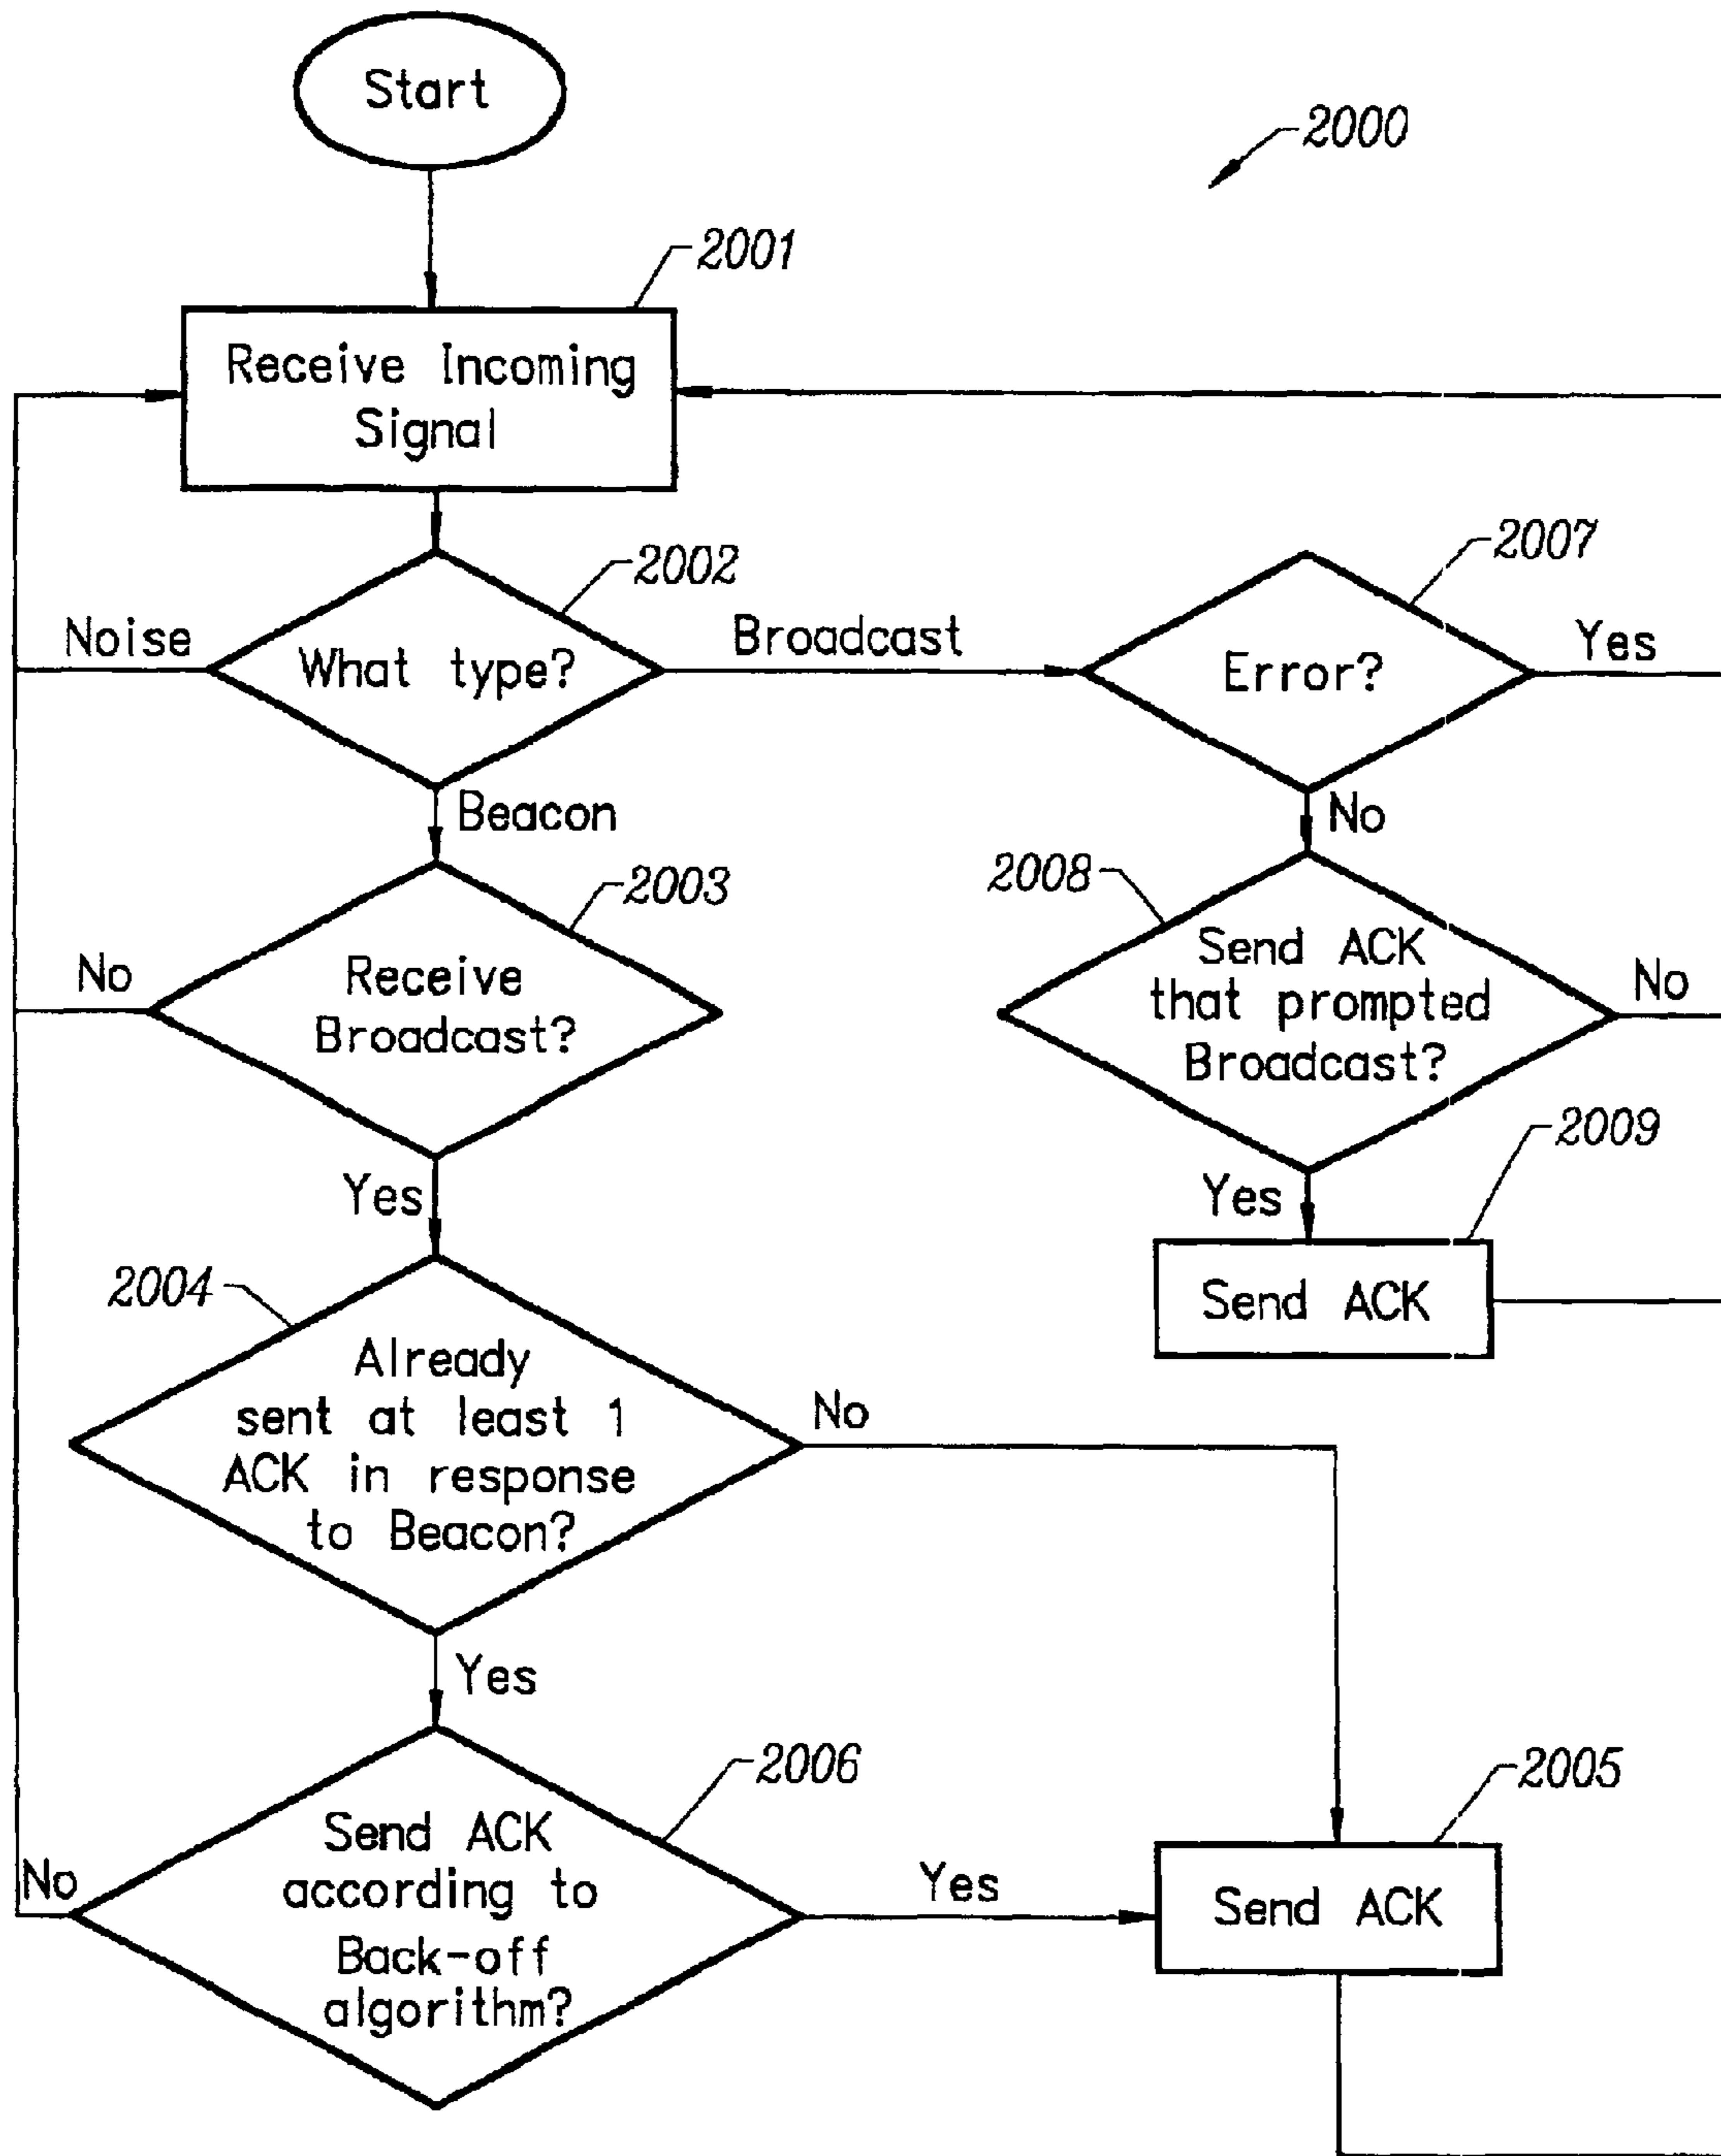 Start
2000
2001
Receive Incoming
Signal
2002
2007
Noise
What type?
Broadcast
Error?
Yes
Beacon
No
2003
2008
No
Receive
Broadcast?
Send ACK
that prompted
Broadcast?
No
Yes
Yes
2009
Send ACK
2004
Already
sent at least 1
ACK in response
to Beacon?
No
Yes
2006
2005
No
Send ACK
according to
Back-off
algorithm?
Yes
Send ACK